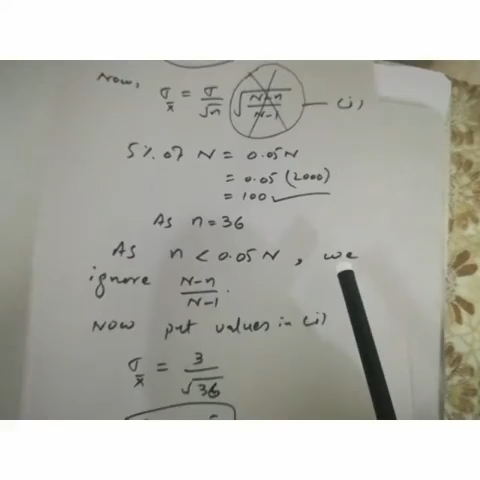 Now, σx̄ = σ/√n √(N-n/N-1) — (i)
5% of N = 0.05N
= 0.05 (2000)
= 100
As n=36
As n < 0.05N, we
ignore N-n/N-1.
Now put values in (i)
σx̄ = 3/√36